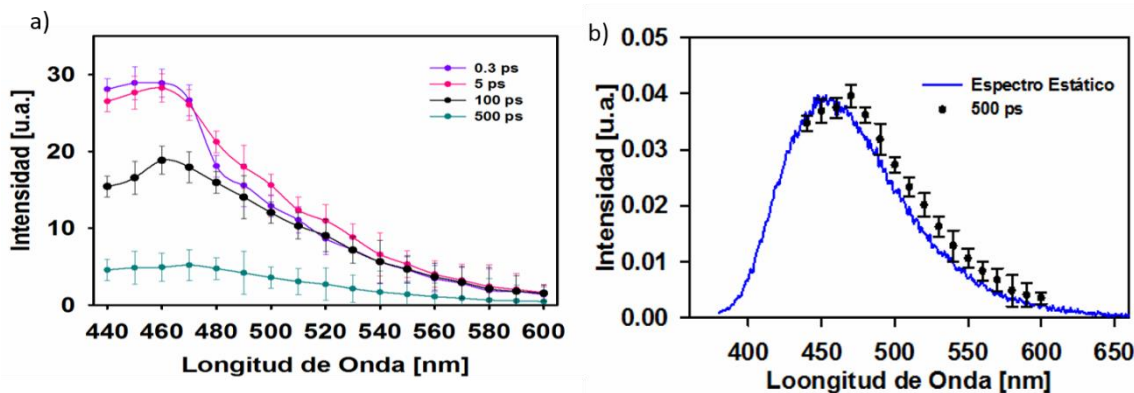 a)
Intensidad [u.a.]
30
20
10
0
0.3 ps
5 ps
100 ps
500 ps
440 460 480 500 520 540 560 580 600
Longitud de Onda [nm]
b)
Intensidad [u.a.]
0.05
0.04
0.03
0.02
0.01
0.00
Espectro Estático
500 ps
400 450 500 550 600 650
Loongitud de Onda [nm]